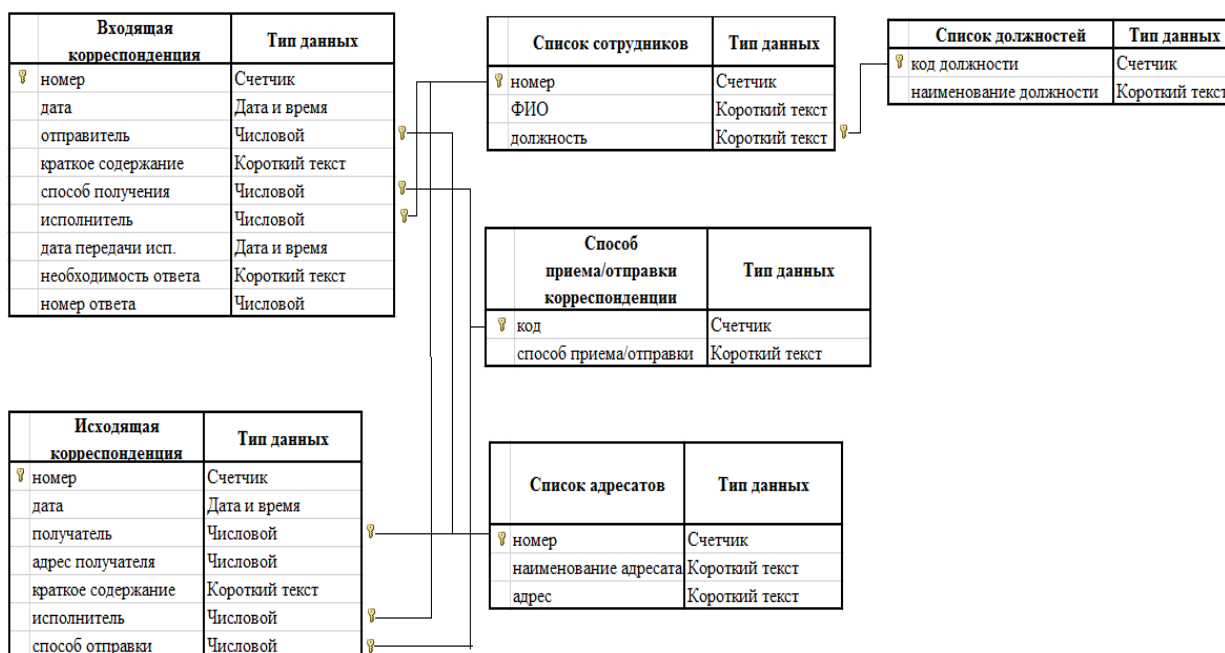 Входящая
корреспонденция
Тип данных
номер Счетчик
дата Дата и время
отправитель Числовой
краткое содержание Короткий текст
способ получения Числовой
исполнитель Числовой
дата передачи исп. Дата и время
необходимость ответа Короткий текст
номер ответа Числовой
Список сотрудников Тип данных
номер Счетчик
ФИО Короткий текст
должность Короткий текст
Список должностей Тип данных
код должности Счетчик
наименование должности Короткий текст
Способ
приема/отправки
корреспонденции
Тип данных
код Счетчик
способ приема/отправки Короткий текст
Исходящая
корреспонденция
Тип данных
номер Счетчик
дата Дата и время
получатель Числовой
адрес получателя Числовой
краткое содержание Короткий текст
исполнитель Числовой
способ отправки Числовой
Список адресатов Тип данных
номер Счетчик
наименование адресата Короткий текст
адрес Короткий текст